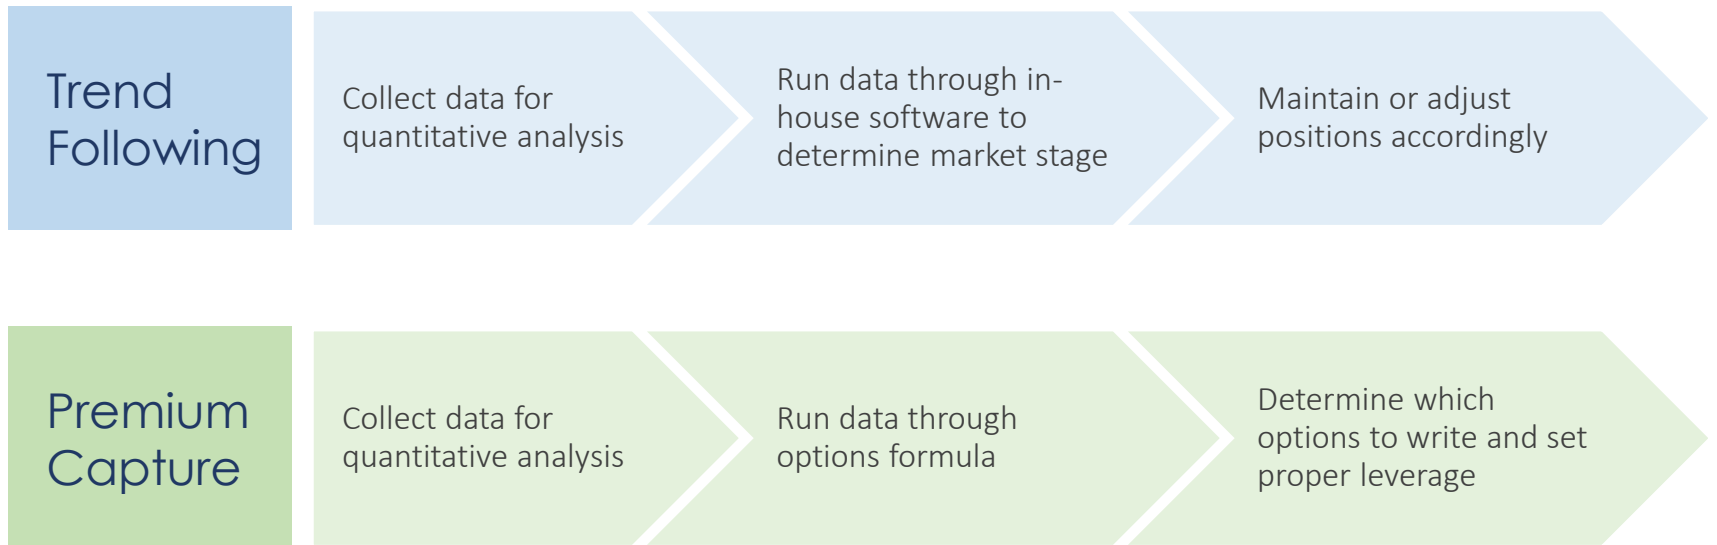 Trend
Following
Collect data for
quantitative analysis
Run data through in-
house software to
determine market stage
Maintain or adjust
positions accordingly
Premium
Capture
Collect data for
quantitative analysis
Run data through
options formula
Determine which
options to write and set
proper leverage